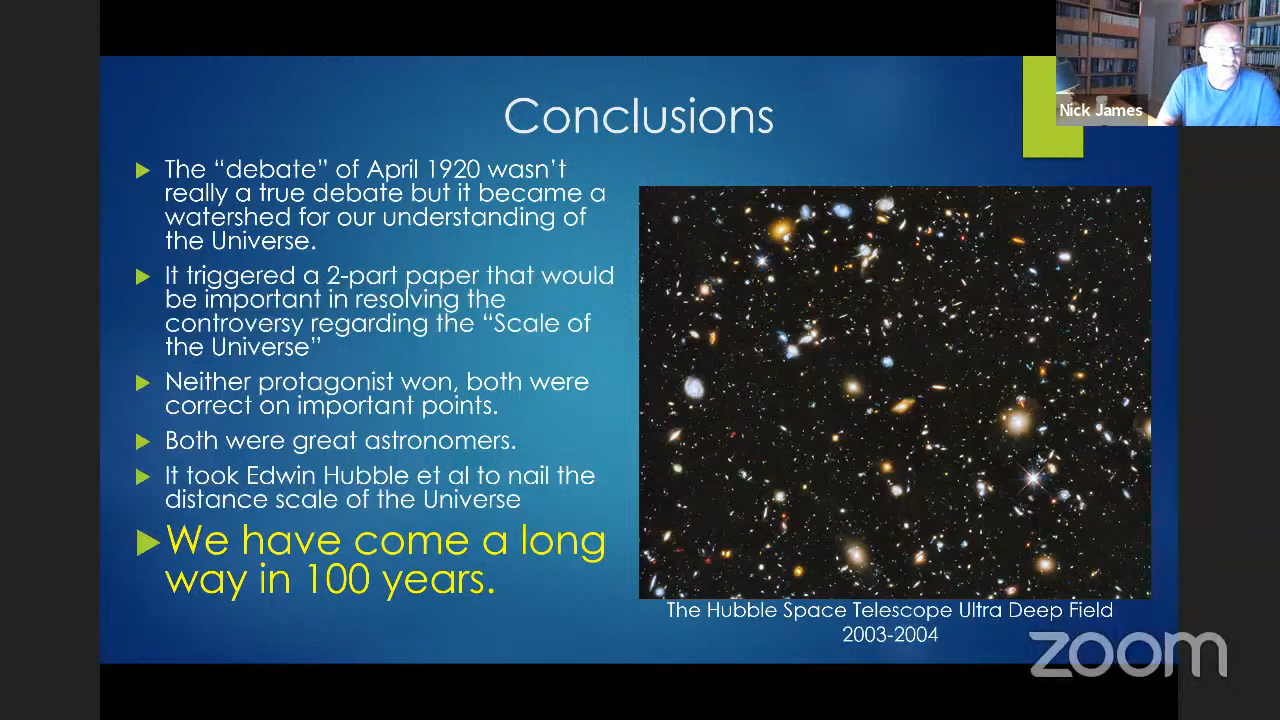 Nick James
Conclusions
The “debate” of April 1920 wasn’t
really a true debate but it became a
watershed for our understanding of
the Universe.
It triggered a 2-part paper that would
be important in resolving the
controversy regarding the “Scale of
the Universe”
Neither protagonist won, both were
correct on important points.
Both were great astronomers.
It took Edwin Hubble et al to nail the
distance scale of the Universe
We have come a long
way in 100 years.
The Hubble Space Telescope Ultra Deep Field
2003-2004
zoom